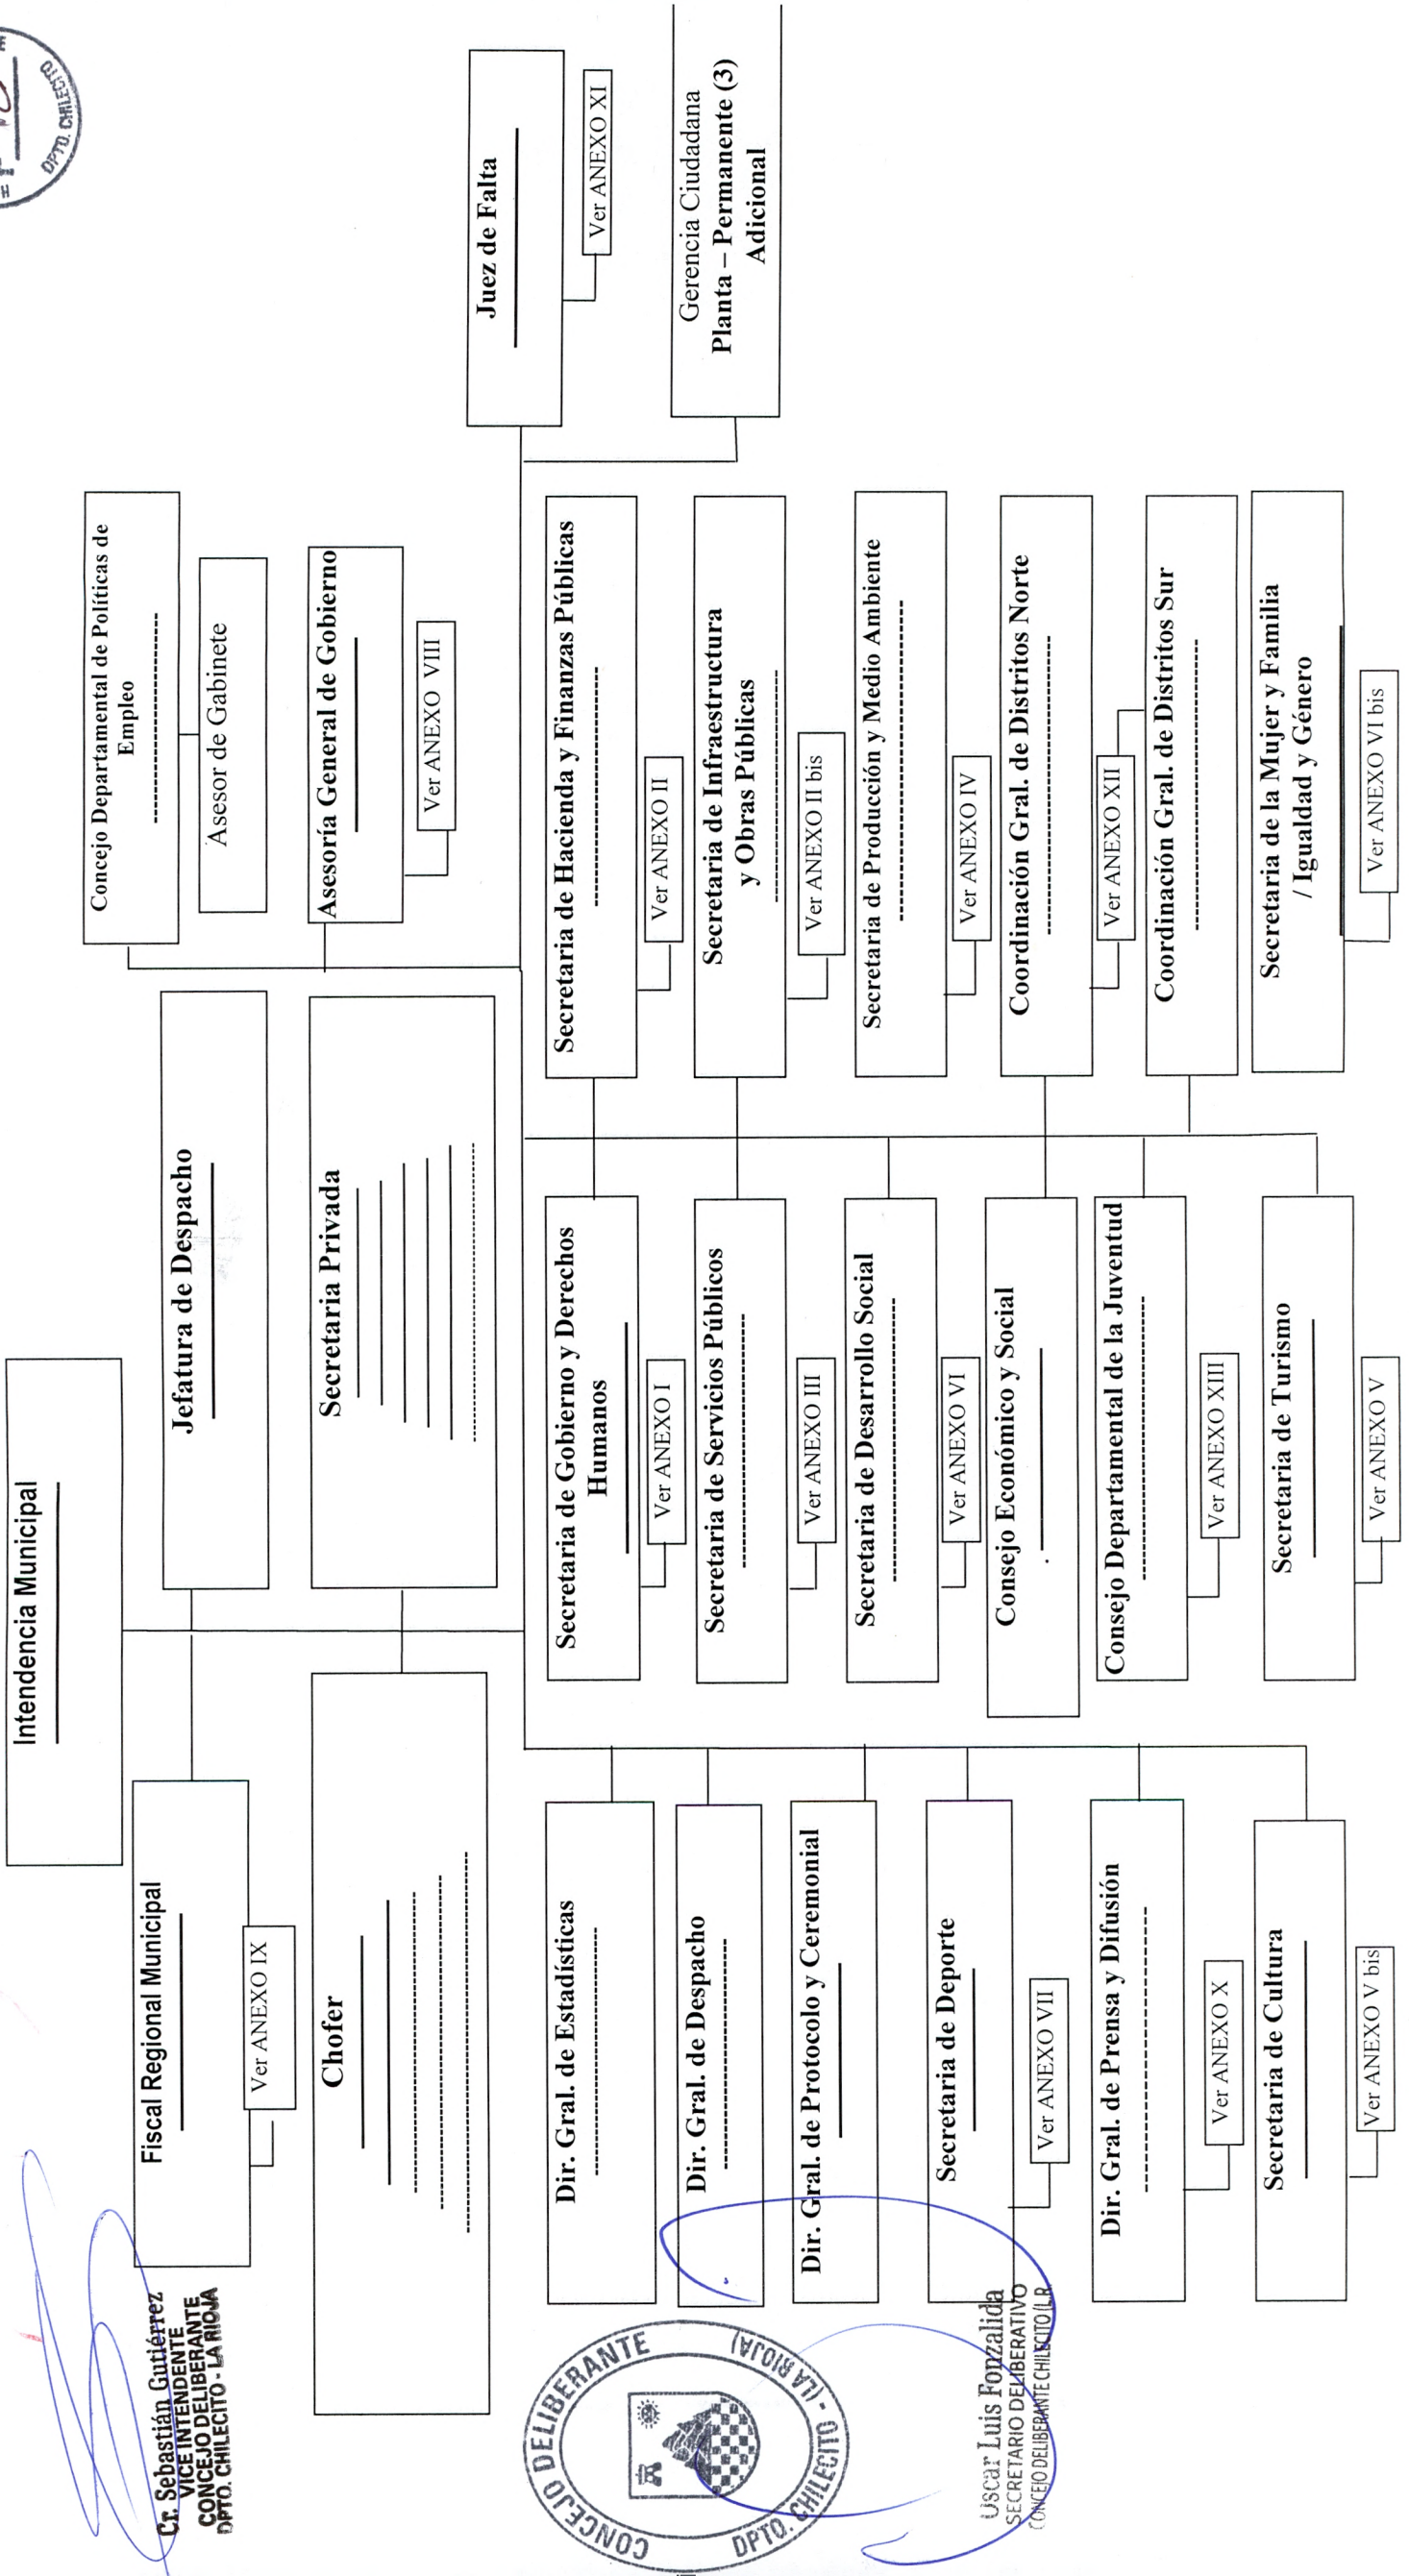 Intendencia Municipal
Fiscal Regional Municipal
Ver ANEXO IX
Jefatura de Despacho
Concejo Departamental de Políticas de
Empleo
Asesor de Gabinete
Chofer
Secretaria Privada
Asesoría General de Gobierno
Ver ANEXO VIII
Juez de Falta
Ver ANEXO XI
Gerencia Ciudadana
Planta – Permanente (3)
Adicional
Dir. Gral. de Estadísticas
Dir. Gral. de Despacho
Dir. Gral. de Protocolo y Ceremonial
Secretaria de Deporte
Ver ANEXO VII
Dir. Gral. de Prensa y Difusión
Ver ANEXO X
Secretaria de Cultura
Ver ANEXO V bis
Secretaria de Gobierno y Derechos
Humanos
Ver ANEXO I
Secretaria de Servicios Públicos
Ver ANEXO III
Secretaria de Desarrollo Social
Ver ANEXO VI
Consejo Económico y Social
Consejo Departamental de la Juventud
Ver ANEXO XIII
Secretaria de Turismo
Ver ANEXO V
Secretaria de Hacienda y Finanzas Públicas
Ver ANEXO II
Secretaria de Infraestructura
y Obras Públicas
Ver ANEXO II bis
Secretaria de Producción y Medio Ambiente
Ver ANEXO IV
Coordinación Gral. de Distritos Norte
Ver ANEXO XII
Coordinación Gral. de Distritos Sur
Secretaria de la Mujer y Familia
/ Igualdad y Género
Ver ANEXO VI bis
Cr. Sebastián Gutiérrez
VICE INTENDENTE
CONCEJO DELIBERANTE
DPTO. CHILECITO - LA RIOJA
CONCEJO DELIBERANTE
DPTO. CHILECITO - (LA RIOJA)
Oscar Luis Fonzalida
SECRETARIO DELIBERATIVO
CONCEJO DELIBERANTE CHILECITO (L.R.
DPTO. CHILECITO